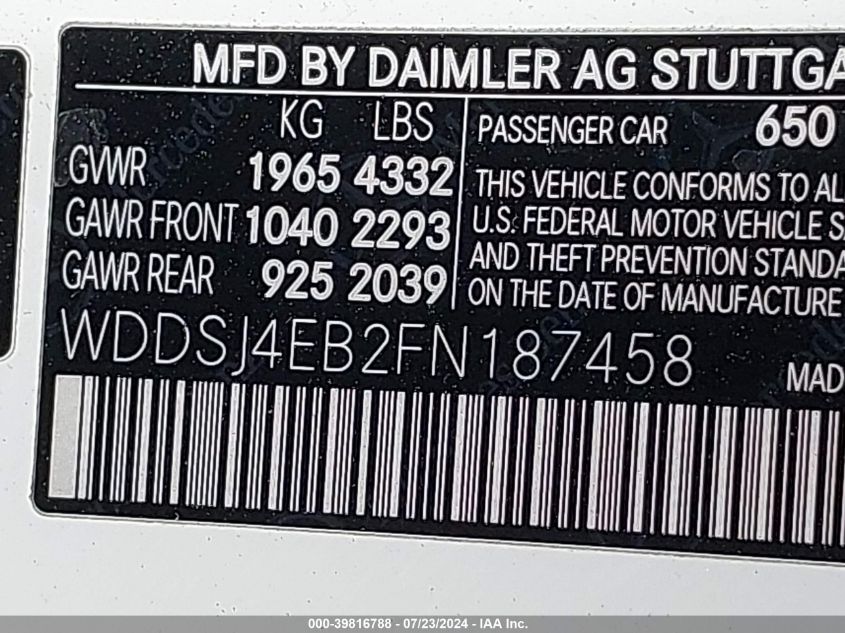 MFD BY DAIMLER AG STUTTGA
KG LBS
GVWR 1965 4332
GAWR FRONT 1040 2293
GAWR REAR 925 2039
PASSENGER CAR 650
THIS VEHICLE CONFORMS TO AL
U.S. FEDERAL MOTOR VEHICLE S
AND THEFT PREVENTION STANDA
ON THE DATE OF MANUFACTURE
WDDSJ4EB2FN187458
MAD
000-39816788 - 07/23/2024 - IAA Inc.